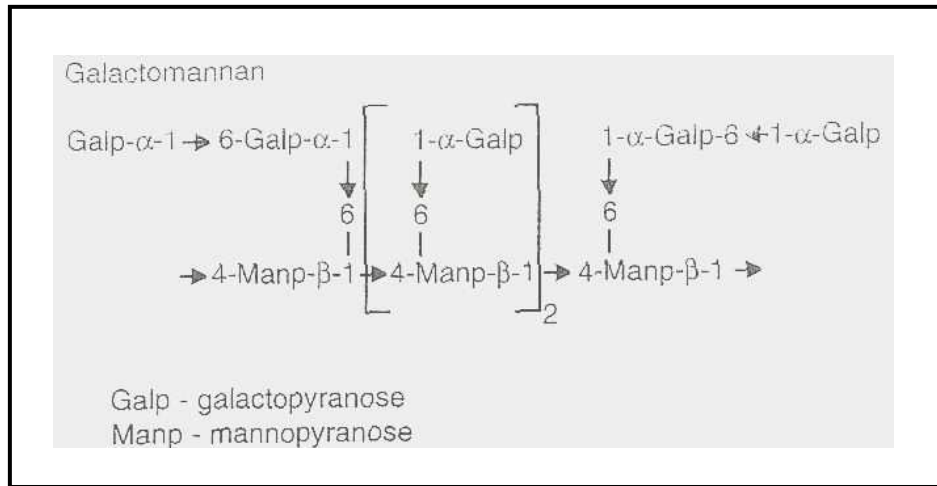 Galactomannan
Galp-α-1 → 6-Galp-α-1 1-α-Galp 1-α-Galp-6 ← 1-α-Galp
6 6 6
→ 4-Manp-β-1 → 4-Manp-β-1 → 4-Manp-β-1 →
2
Galp - galactopyranose
Manp - mannopyranose